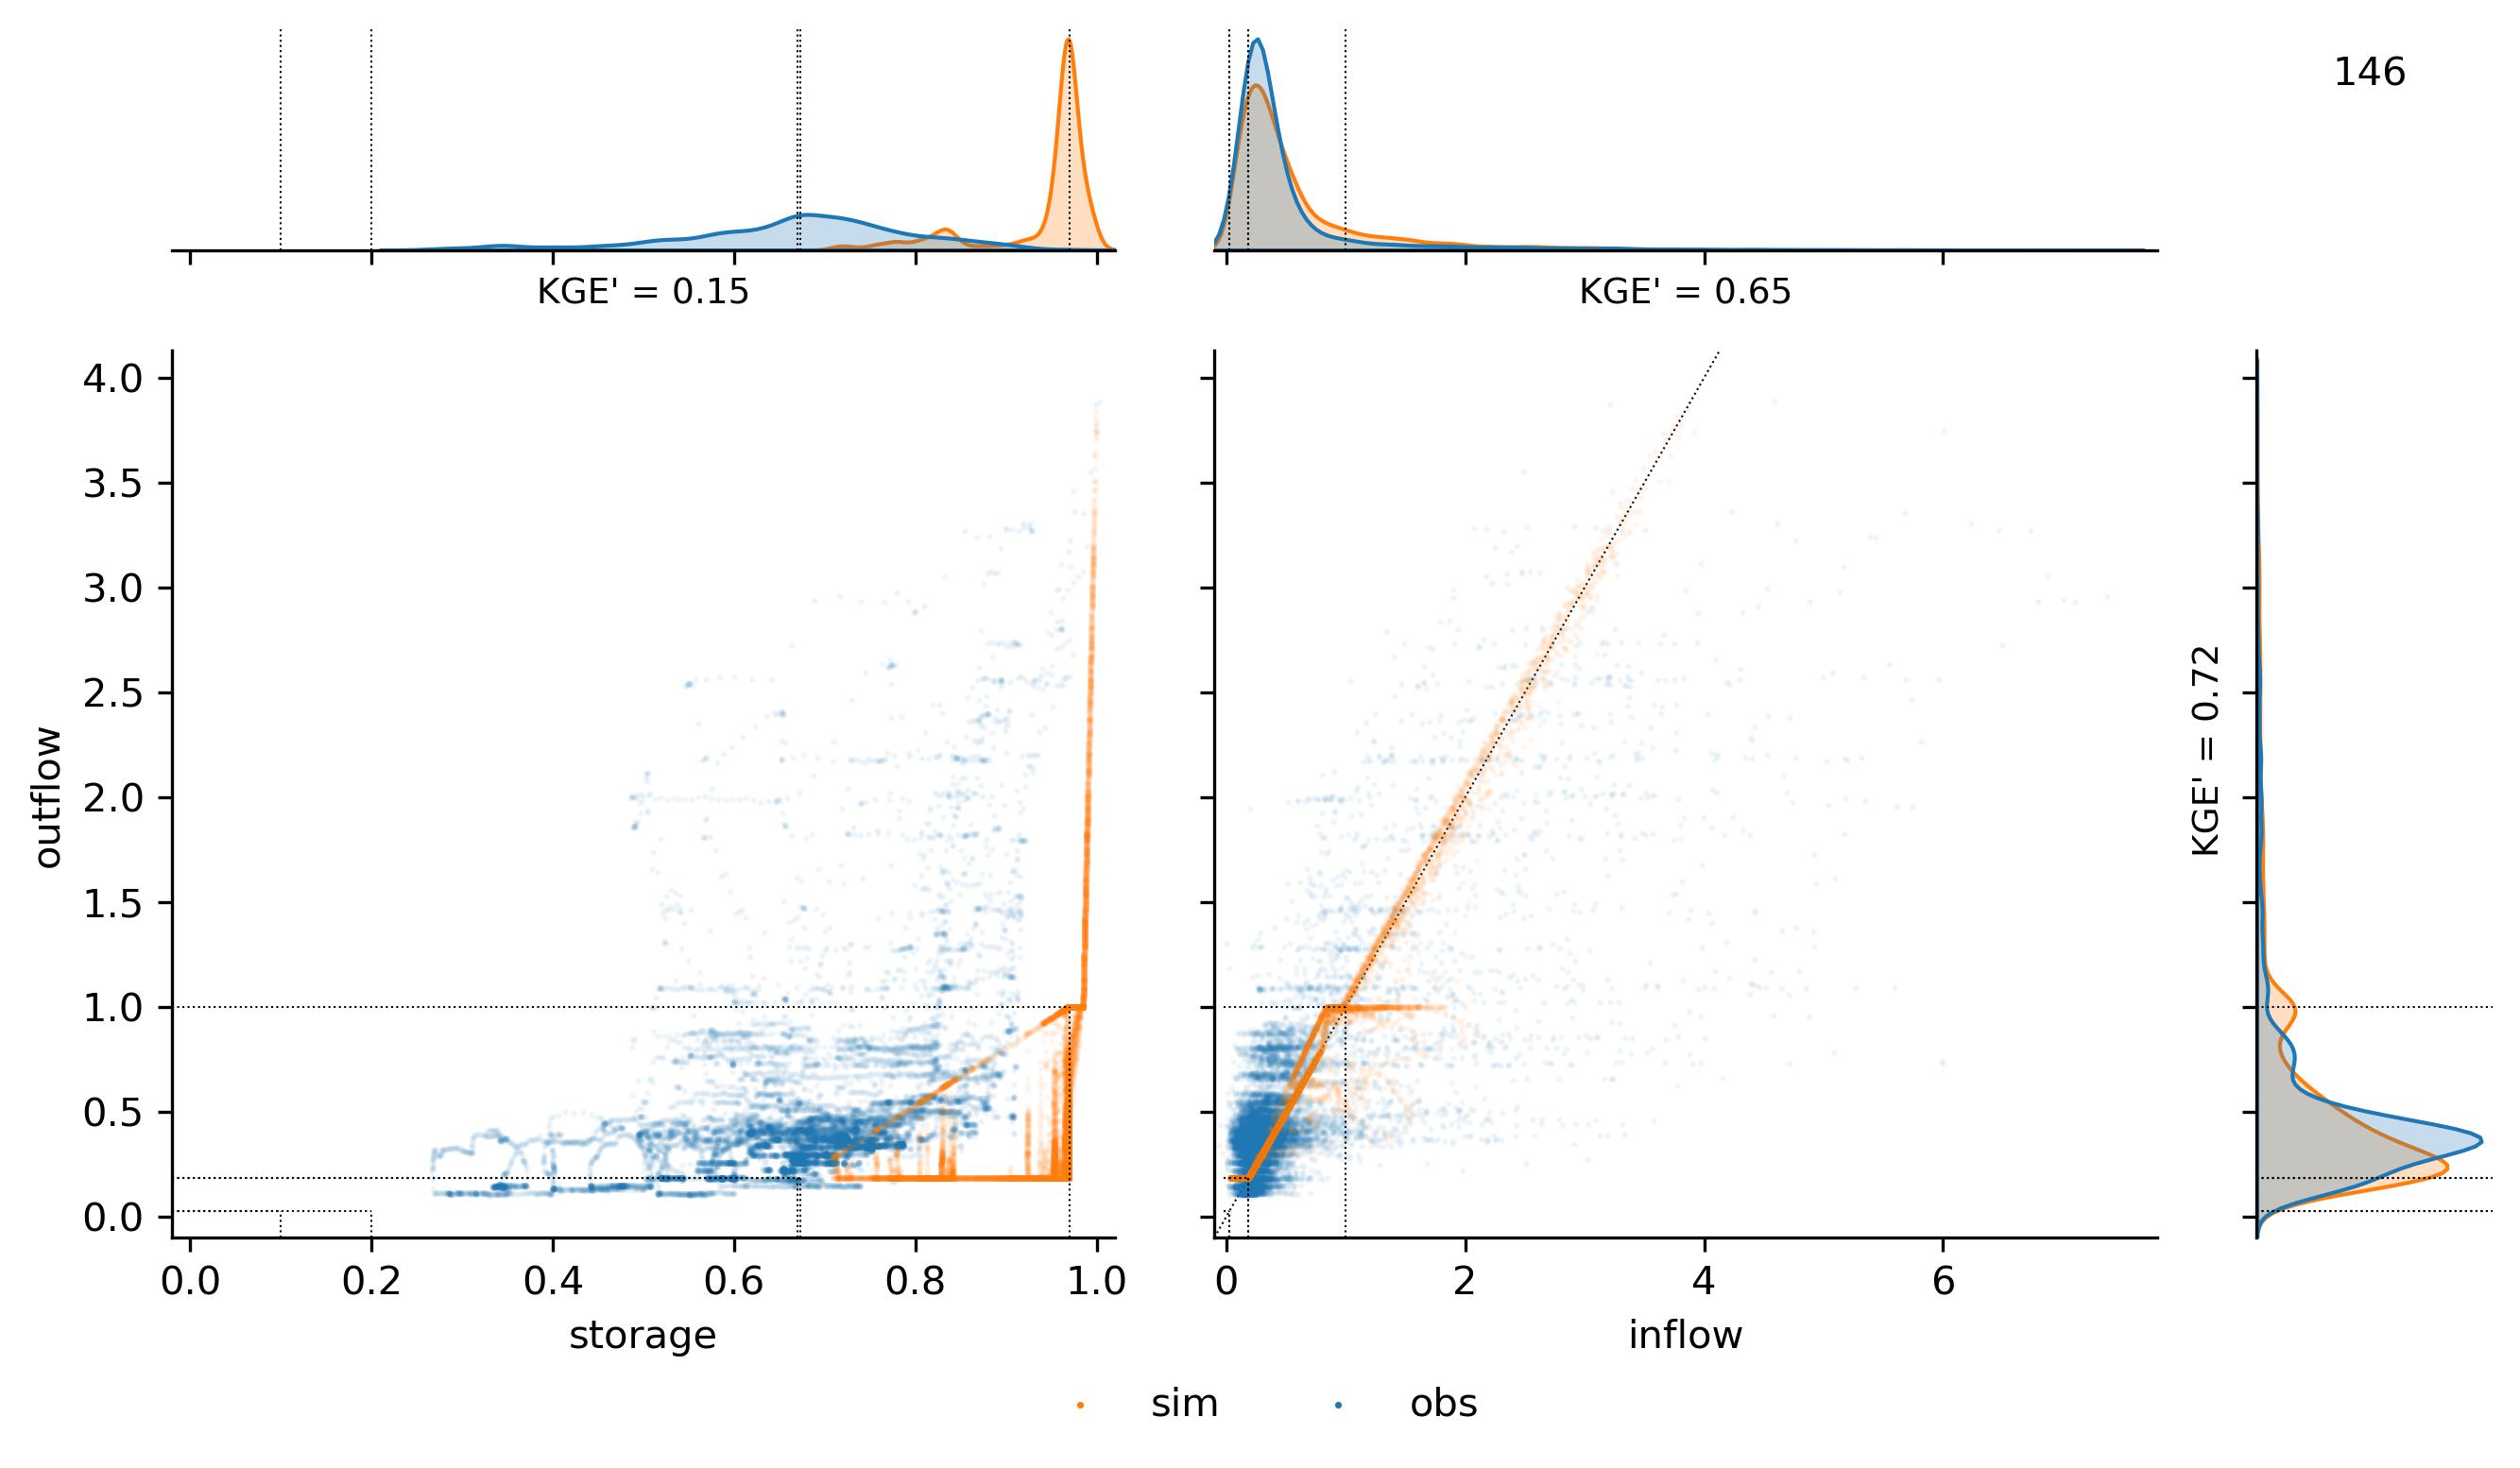 146
KGE' = 0.15
KGE' = 0.65
4.0
3.5
3.0
2.5
2.0
1.5
1.0
0.5
0.0
outflow
KGE' = 0.72
0.0 0.2 0.4 0.6 0.8 1.0
0 2 4 6
storage
inflow
sim obs